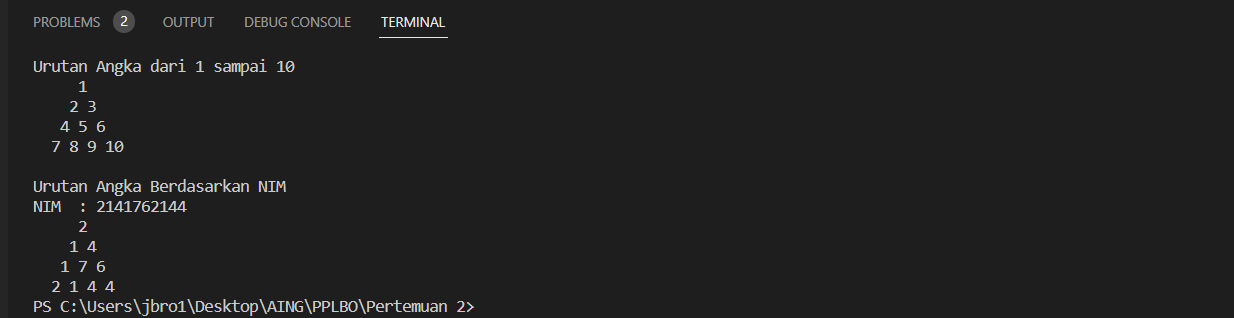 PROBLEMS 2 OUTPUT DEBUG CONSOLE TERMINAL
Urutan Angka dari 1 sampai 10
1
2 3
4 5 6
7 8 9 10
Urutan Angka Berdasarkan NIM
NIM  : 2141762144
2
1 4
1 7 6
2 1 4 4
PS C:\Users\jbro1\Desktop\AING\PPLBO\Pertemuan 2>